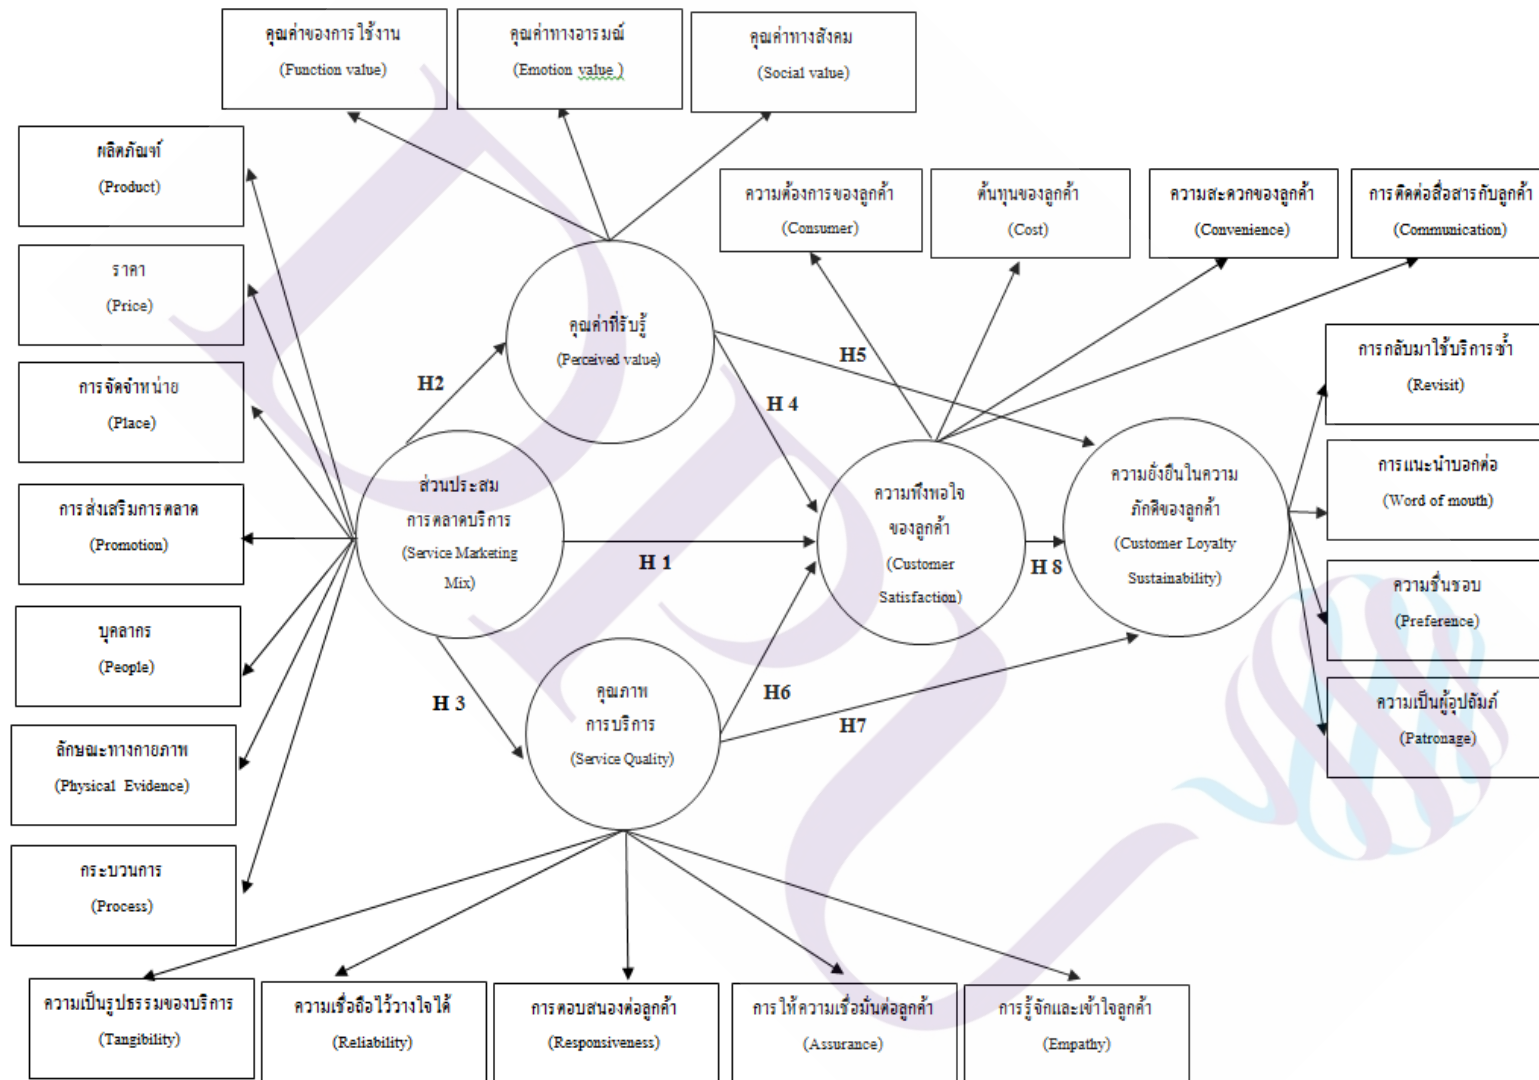 คุณค่าของการใช้งาน
(Function value)
คุณค่าทางอารมณ์
(Emotion value )
คุณค่าทางสังคม
(Social value)
ผลิตภัณฑ์
(Product)
ราคา
(Price)
การจัดจำหน่าย
(Place)
การส่งเสริมการตลาด
(Promotion)
บุคลากร
(People)
ลักษณะทางกายภาพ
(Physical Evidence)
กระบวนการ
(Process)
ความต้องการของลูกค้า
(Consumer)
ต้นทุนของลูกค้า
(Cost)
ความสะดวกของลูกค้า
(Convenience)
การติดต่อสื่อสารกับลูกค้า
(Communication)
คุณค่าที่รับรู้
(Perceived value)
H2
H5
H 4
ส่วนประสม
การตลาดบริการ
(Service Marketing
Mix)
H 1
ความพึงพอใจ
ของลูกค้า
(Customer
Satisfaction)
H 8
ความยั่งยืนในความ
ภักดีของลูกค้า
(Customer Loyalty
Sustainability)
การกลับมาใช้บริการซ้ำ
(Revisit)
การแนะนำบอกต่อ
(Word of mouth)
ความชื่นชอบ
(Preference)
ความเป็นผู้อุปถัมภ์
(Patronage)
H 3
คุณภาพ
การบริการ
(Service Quality)
H6
H7
ความเป็นรูปธรรมของบริการ
(Tangibility)
ความเชื่อถือไว้วางใจได้
(Reliability)
การตอบสนองต่อลูกค้า
(Responsiveness)
การให้ความเชื่อมั่นต่อลูกค้า
(Assurance)
การรู้จักและเข้าใจลูกค้า
(Empathy)
DPU